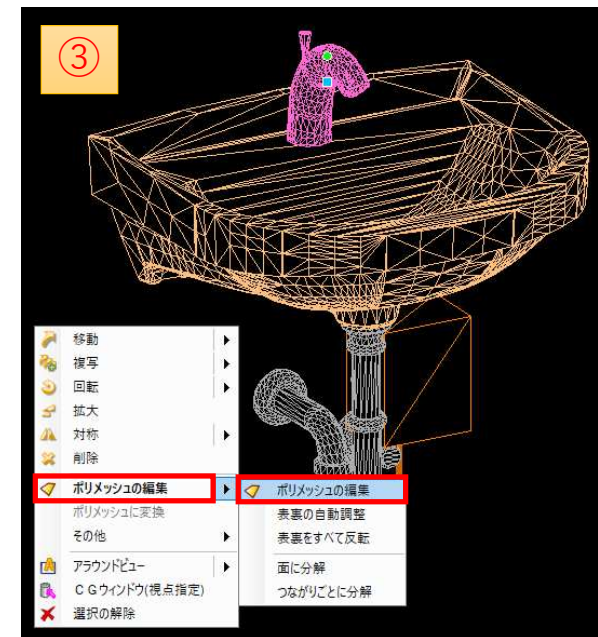 ③
移動
複写
回転
拡大
対称
削除
ポリメッシュの編集
ポリメッシュに変換
その他
アラウンドビュー
ＣＧウィンドウ(視点指定)
選択の解除
ポリメッシュの編集
表裏の自動調整
表裏をすべて反転
面に分解
つながりごとに分解